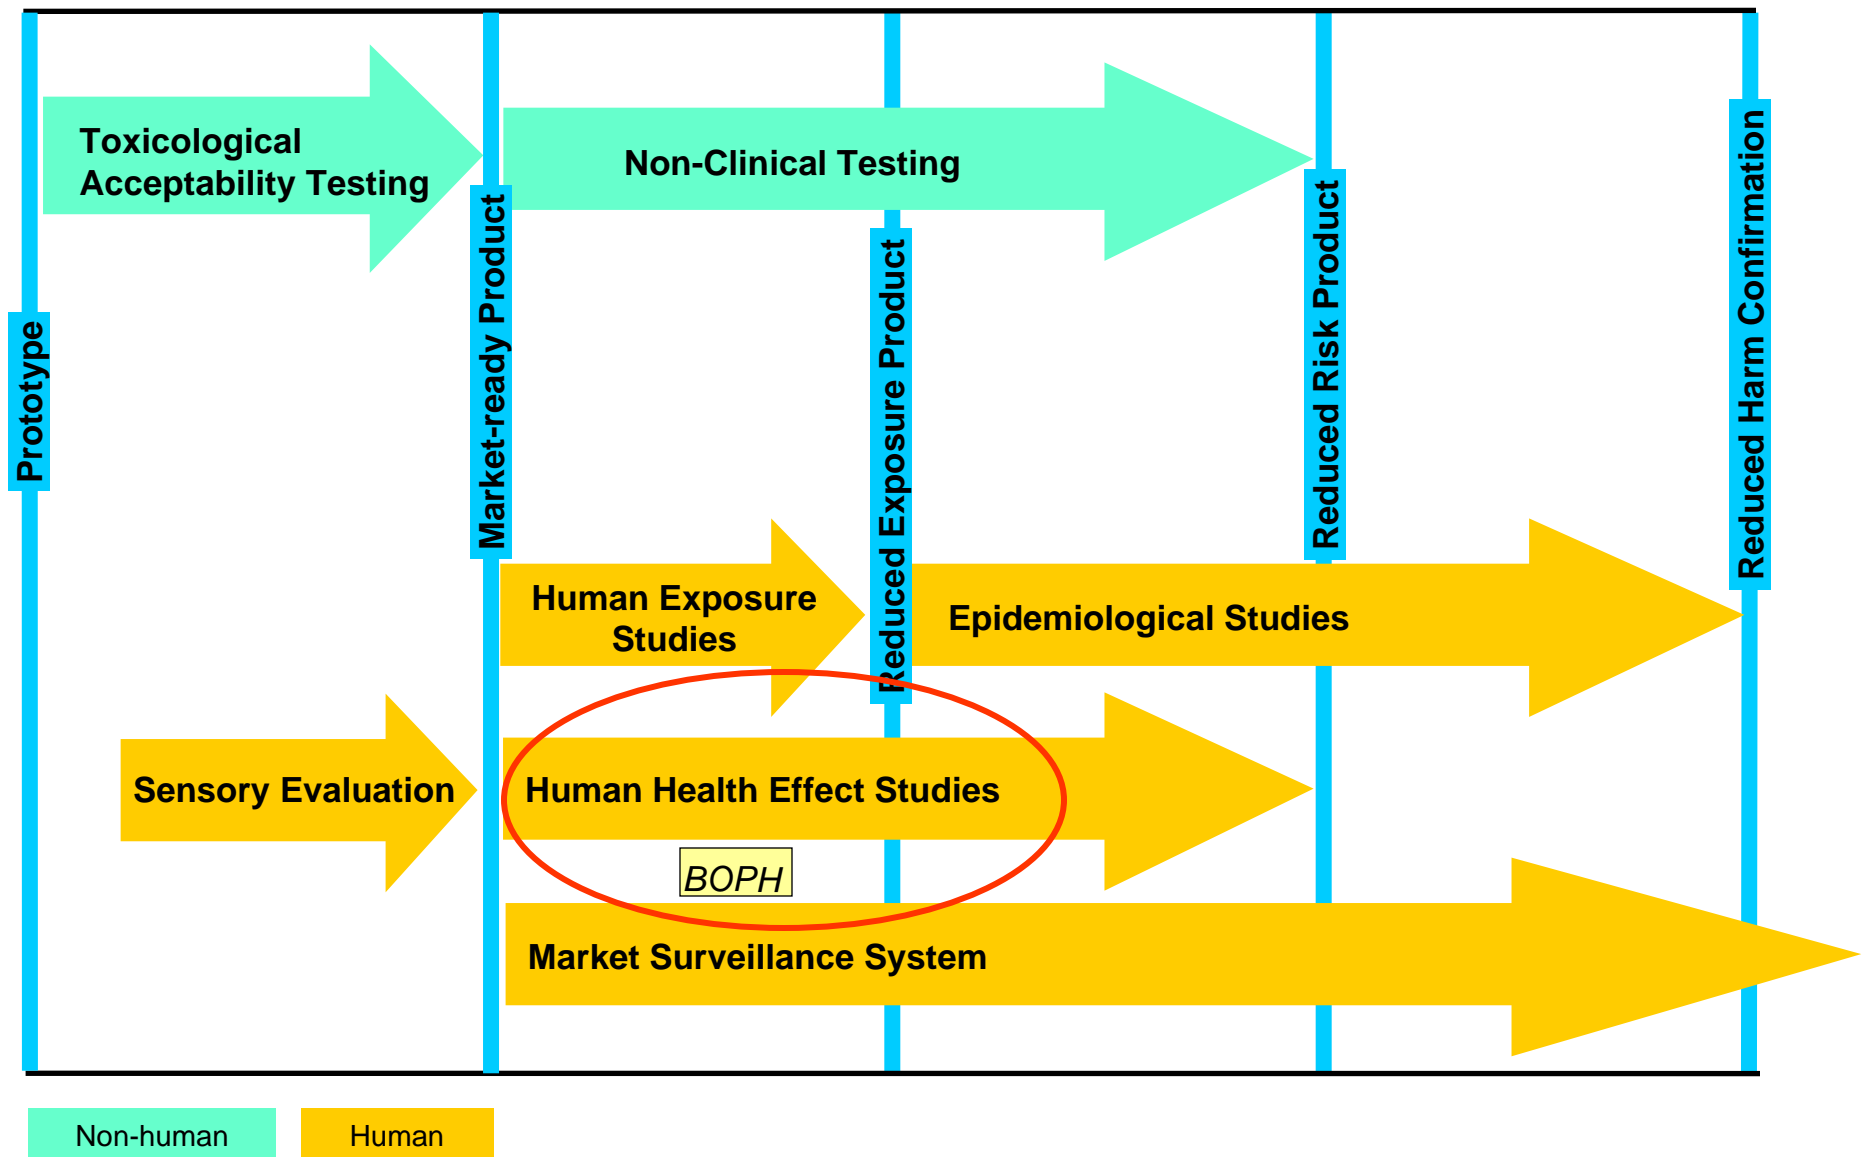 Toxicological
Acceptability Testing
Non-Clinical Testing
Prototype
Market-ready Product
Reduced Exposure Product
Reduced Risk Product
Reduced Harm Confirmation
Human Exposure
Studies
Epidemiological Studies
Sensory Evaluation
Human Health Effect Studies
BOPH
Market Surveillance System
Non-human
Human